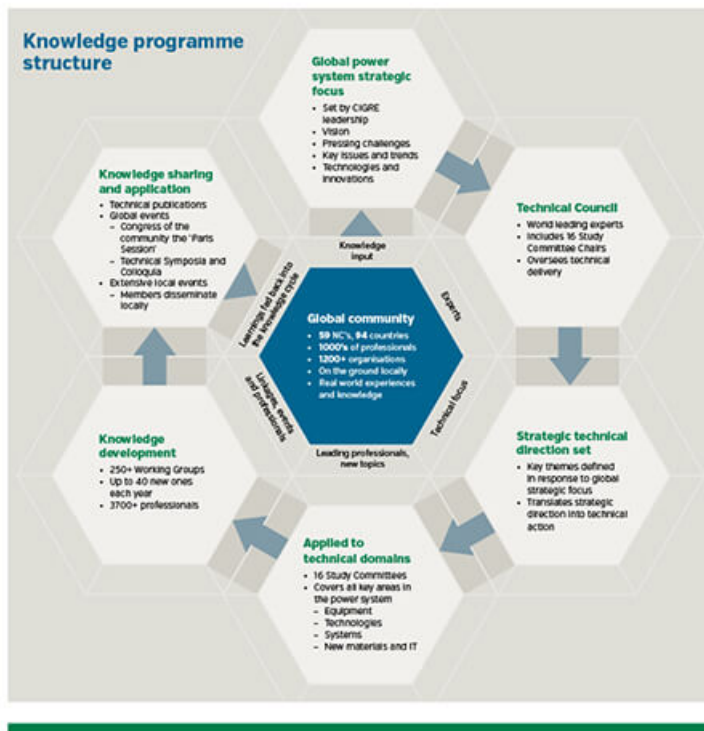 Knowledge programme
structure
Global power
system strategic
focus
• Set by CIGRE
leadership
• Vision
• Pressing challenges
• Key issues and trends
• Technologies and
innovations
Technical Council
• World leading experts
• Includes 16 Study
Committee Chairs
• Oversees technical
delivery
Strategic technical
direction set
• Key themes defined
in response to global
strategic focus
• Translates strategic
direction into technical
action
Applied to
technical domains
• 16 Study Committees
• Covers all key areas in
the power system
– Equipment
– Technologies
– Systems
– New materials and IT
Knowledge
development
• 250+ Working Groups
• Up to 40 new ones
each year
• 3700+ professionals
Knowledge sharing
and application
• Technical publications
• Global events
– Congress of the
community the 'Paris
Session'
– Technical Symposia and
Colloquia
• Extensive local events
– Members disseminate
locally
Knowledge
input
Experts
Technical focus
Leading professionals,
new topics
Linkages, events
and professionals
Learnings fed back into
the knowledge cycle
Global community
• 59 NC's, 94 countries
• 1000's of professionals
• 1200+ organisations
• On the ground locally
• Real world experiences
and knowledge